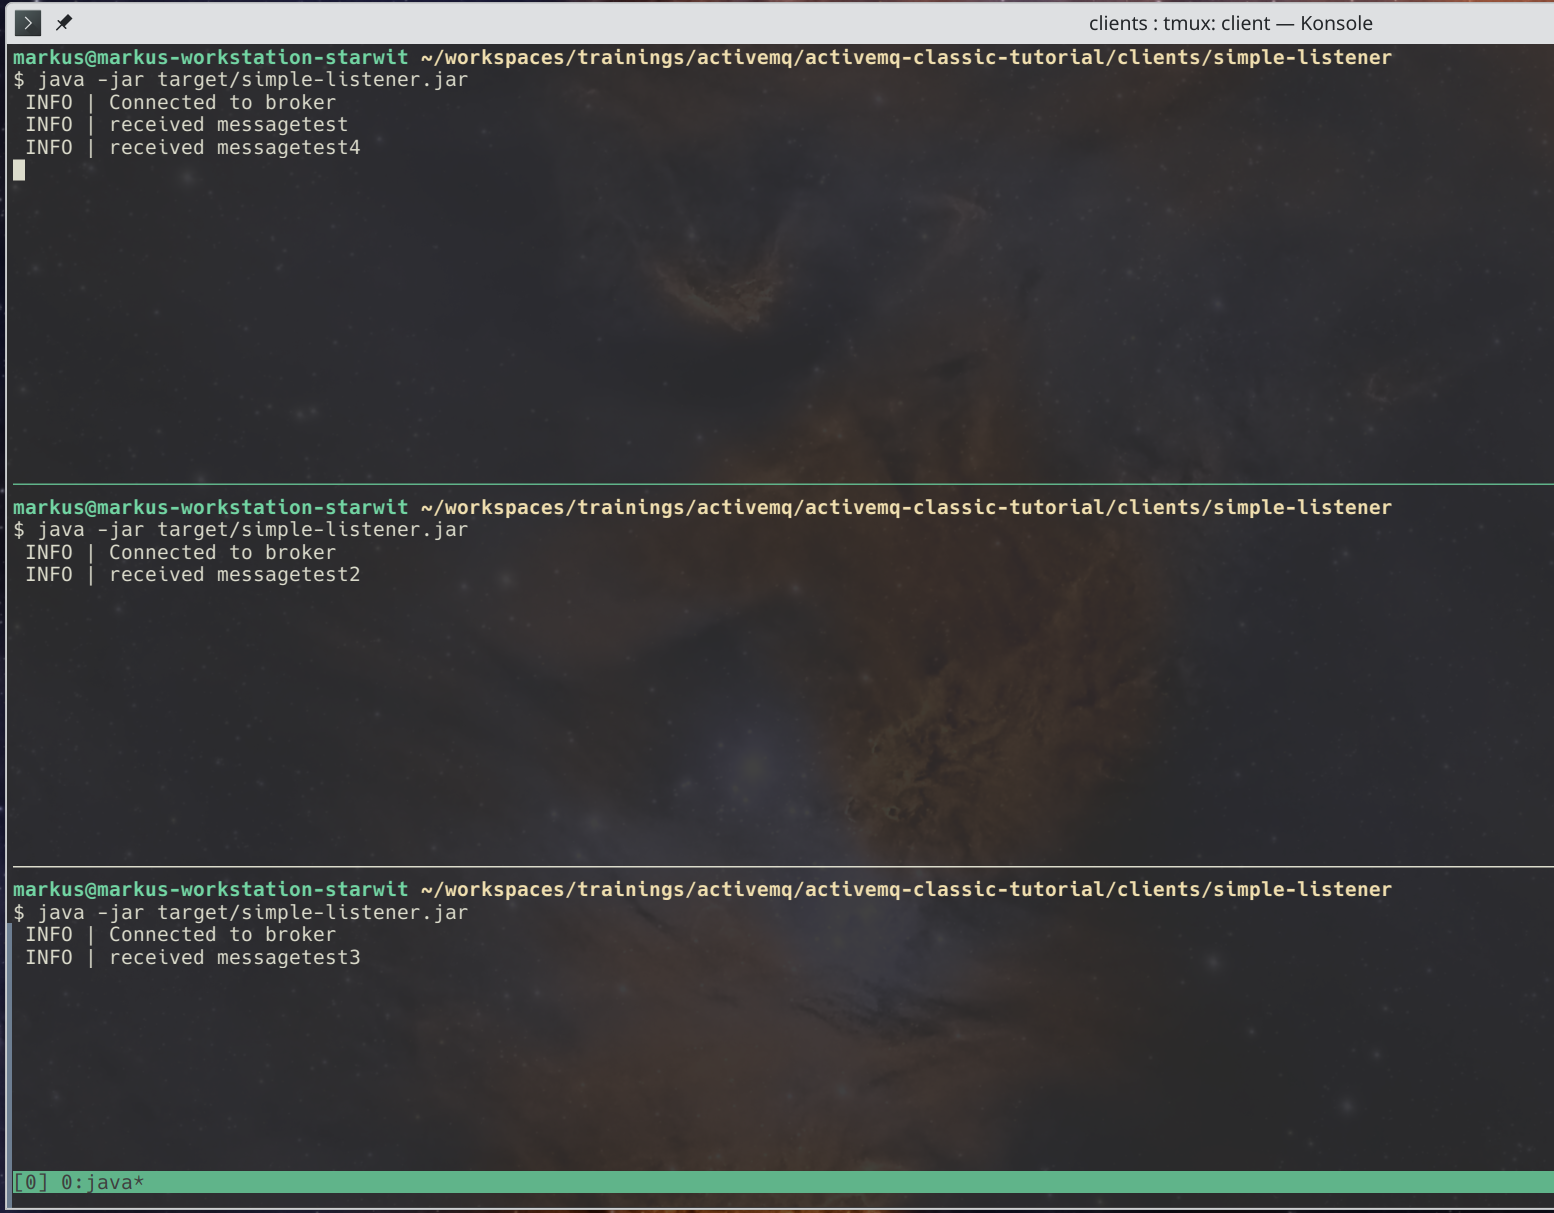 clients : tmux: client — Konsole
markus@markus-workstation-starwit ~/workspaces/trainings/activemq/activemq-classic-tutorial/clients/simple-listener
$ java -jar target/simple-listener.jar
INFO | Connected to broker
INFO | received messagetest
INFO | received messagetest4
markus@markus-workstation-starwit ~/workspaces/trainings/activemq/activemq-classic-tutorial/clients/simple-listener
$ java -jar target/simple-listener.jar
INFO | Connected to broker
INFO | received messagetest2
markus@markus-workstation-starwit ~/workspaces/trainings/activemq/activemq-classic-tutorial/clients/simple-listener
$ java -jar target/simple-listener.jar
INFO | Connected to broker
INFO | received messagetest3
[0] 0:java*